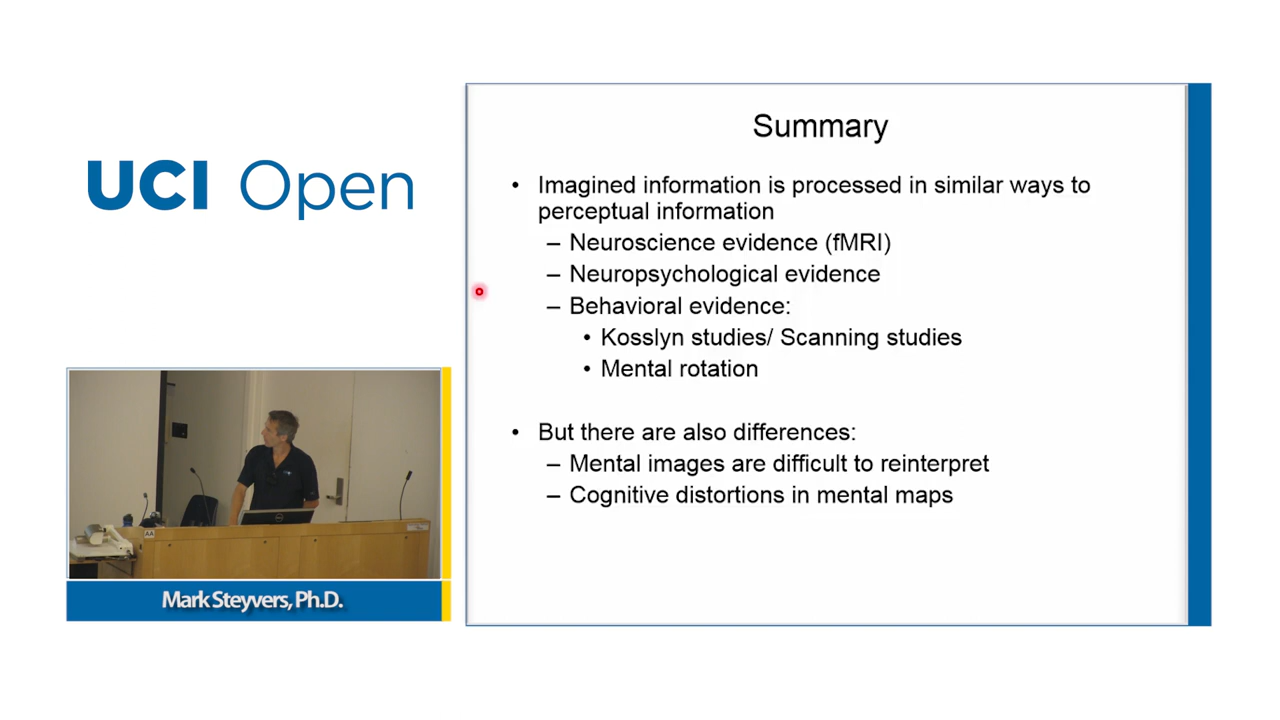 UCI Open
Summary
• Imagined information is processed in similar ways to
perceptual information
– Neuroscience evidence (fMRI)
– Neuropsychological evidence
– Behavioral evidence:
• Kosslyn studies/ Scanning studies
• Mental rotation
• But there are also differences:
– Mental images are difficult to reinterpret
– Cognitive distortions in mental maps
AA
Mark Steyvers, Ph.D.